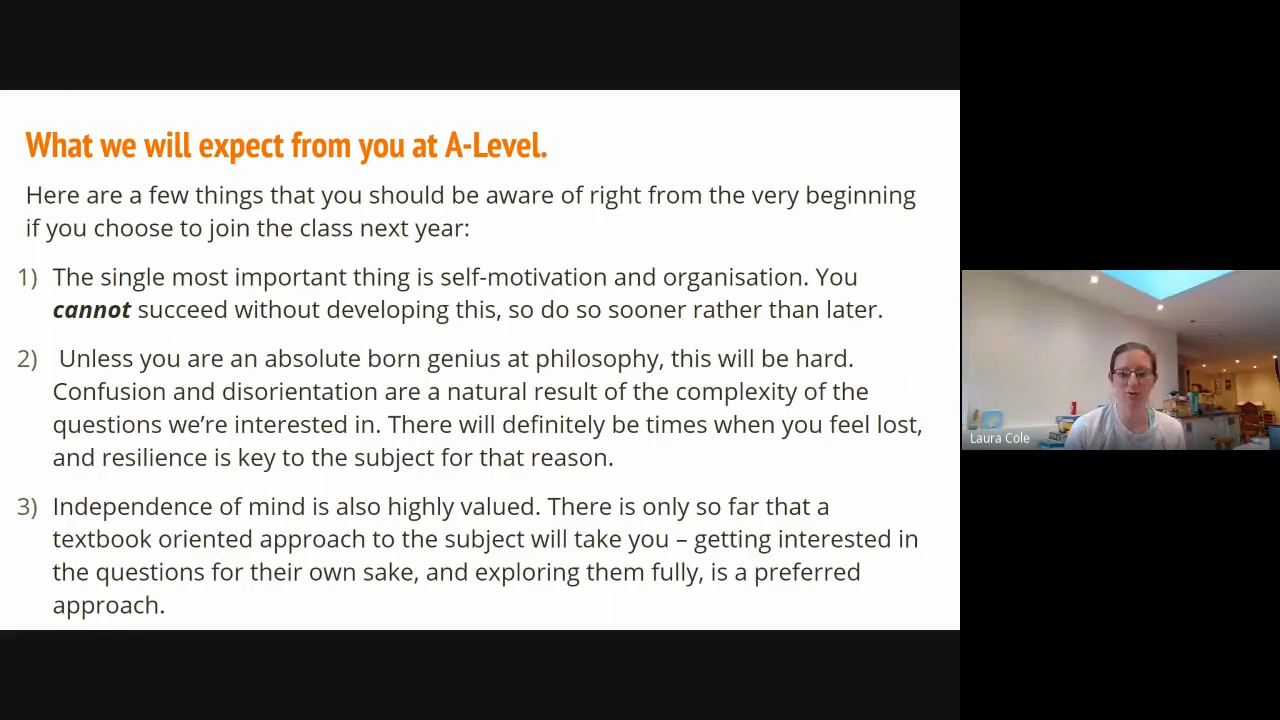 What we will expect from you at A-Level.
Here are a few things that you should be aware of right from the very beginning
if you choose to join the class next year:
1) The single most important thing is self-motivation and organisation. You
cannot succeed without developing this, so do so sooner rather than later.
2) Unless you are an absolute born genius at philosophy, this will be hard.
Confusion and disorientation are a natural result of the complexity of the
questions we’re interested in. There will definitely be times when you feel lost,
and resilience is key to the subject for that reason.
3) Independence of mind is also highly valued. There is only so far that a
textbook oriented approach to the subject will take you – getting interested in
the questions for their own sake, and exploring them fully, is a preferred
approach.
Laura Cole